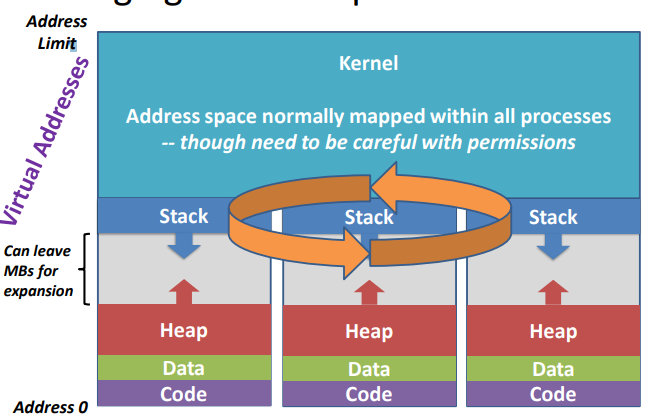 Address
Limit
Kernel
Virtual Addresses
Address space normally mapped within all processes
-- though need to be careful with permissions
Stack
Stack
Stack
Can leave
MBs for
expansion
Heap
Heap
Heap
Data
Data
Data
Code
Code
Code
Address 0